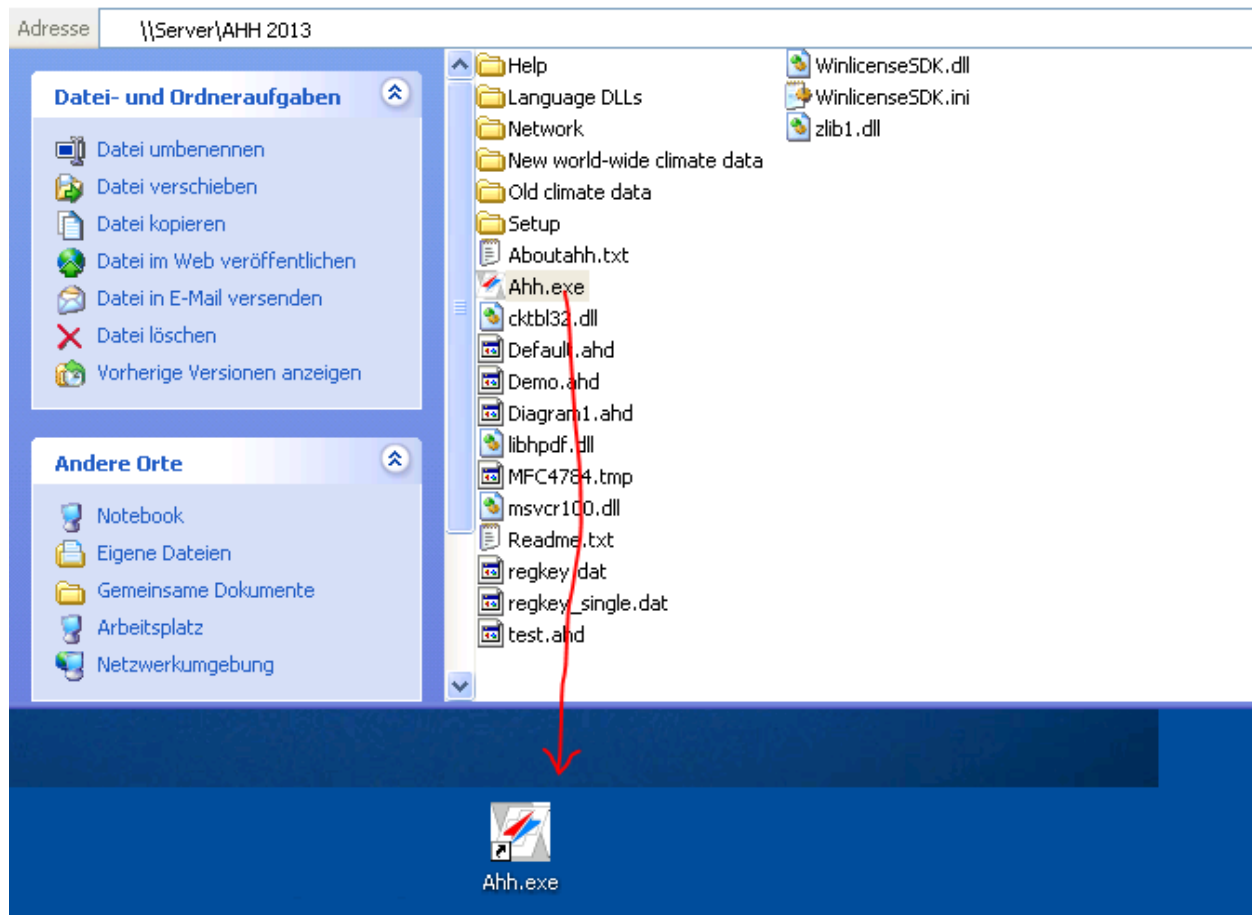 Adresse \\Server\AHH 2013
Datei- und Ordneraufgaben
Datei umbenennen
Datei verschieben
Datei kopieren
Datei im Web veröffentlichen
Datei in E-Mail versenden
Datei löschen
Vorherige Versionen anzeigen
Andere Orte
Notebook
Eigene Dateien
Gemeinsame Dokumente
Arbeitsplatz
Netzwerkumgebung
Help
Language DLLs
Network
New world-wide climate data
Old climate data
Setup
Aboutahh.txt
Ahh.exe
cktbl32.dll
Default.ahd
Demo.ahd
Diagram1.ahd
libhpdf.dll
MFC4784.tmp
msvcr100.dll
Readme.txt
regkey.dat
regkey_single.dat
test.ahd
WinlicenseSDK.dll
WinlicenseSDK.ini
zlib1.dll
Ahh.exe